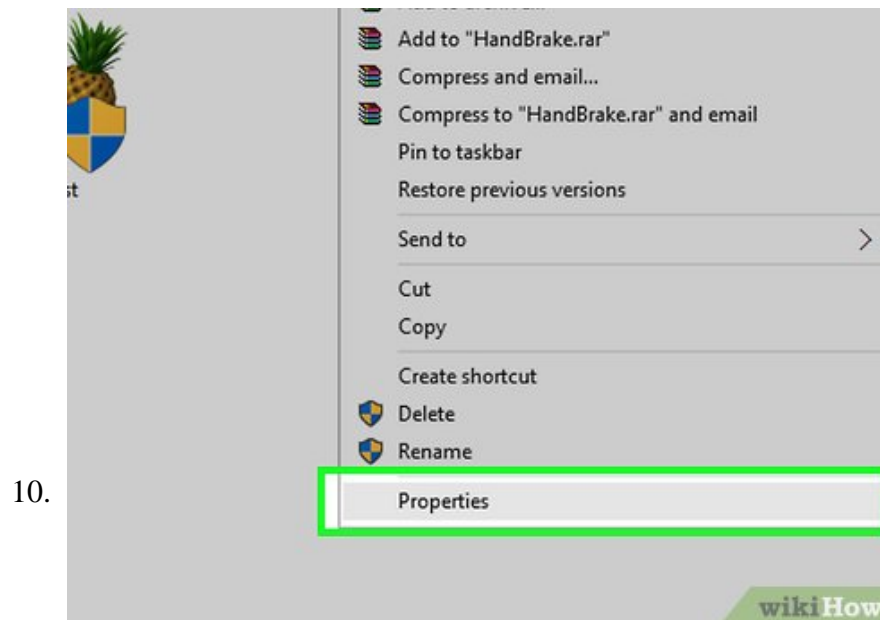 Add to "HandBrake.rar"
Compress and email...
Compress to "HandBrake.rar" and email
Pin to taskbar
st
Restore previous versions
Send to
Cut
Copy
Create shortcut
Delete
Rename
10.
Properties
wikiHow